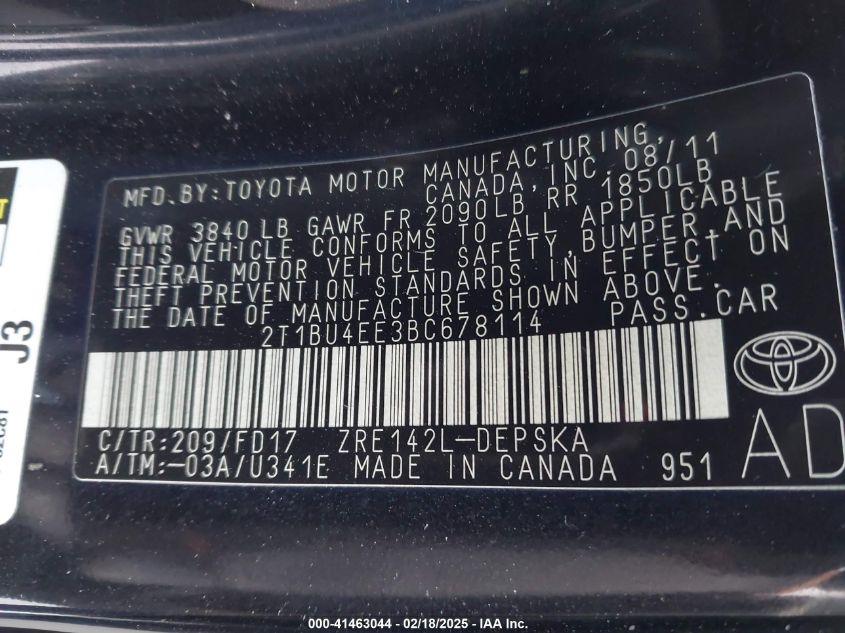 MFD.BY:TOYOTA MOTOR MANUFACTURING,
CANADA, INC. 08/11
GVWR 3840 LB GAWR FR 2090LB RR 1850LB
THIS VEHICLE CONFORMS TO ALL APPLICABLE
FEDERAL MOTOR VEHICLE SAFETY, BUMPER, AND
THEFT PREVENTION STANDARDS IN EFFECT ON
THE DATE OF MANUFACTURE SHOWN ABOVE.
2T1BU4EE3BC678114 PASS.CAR
C/TR:209/FD17 ZRE142L-DEPSKA
A/TM:-03A/U341E MADE IN CANADA 951
AD
J3
000-41463044 - 02/18/2025 - IAA Inc.